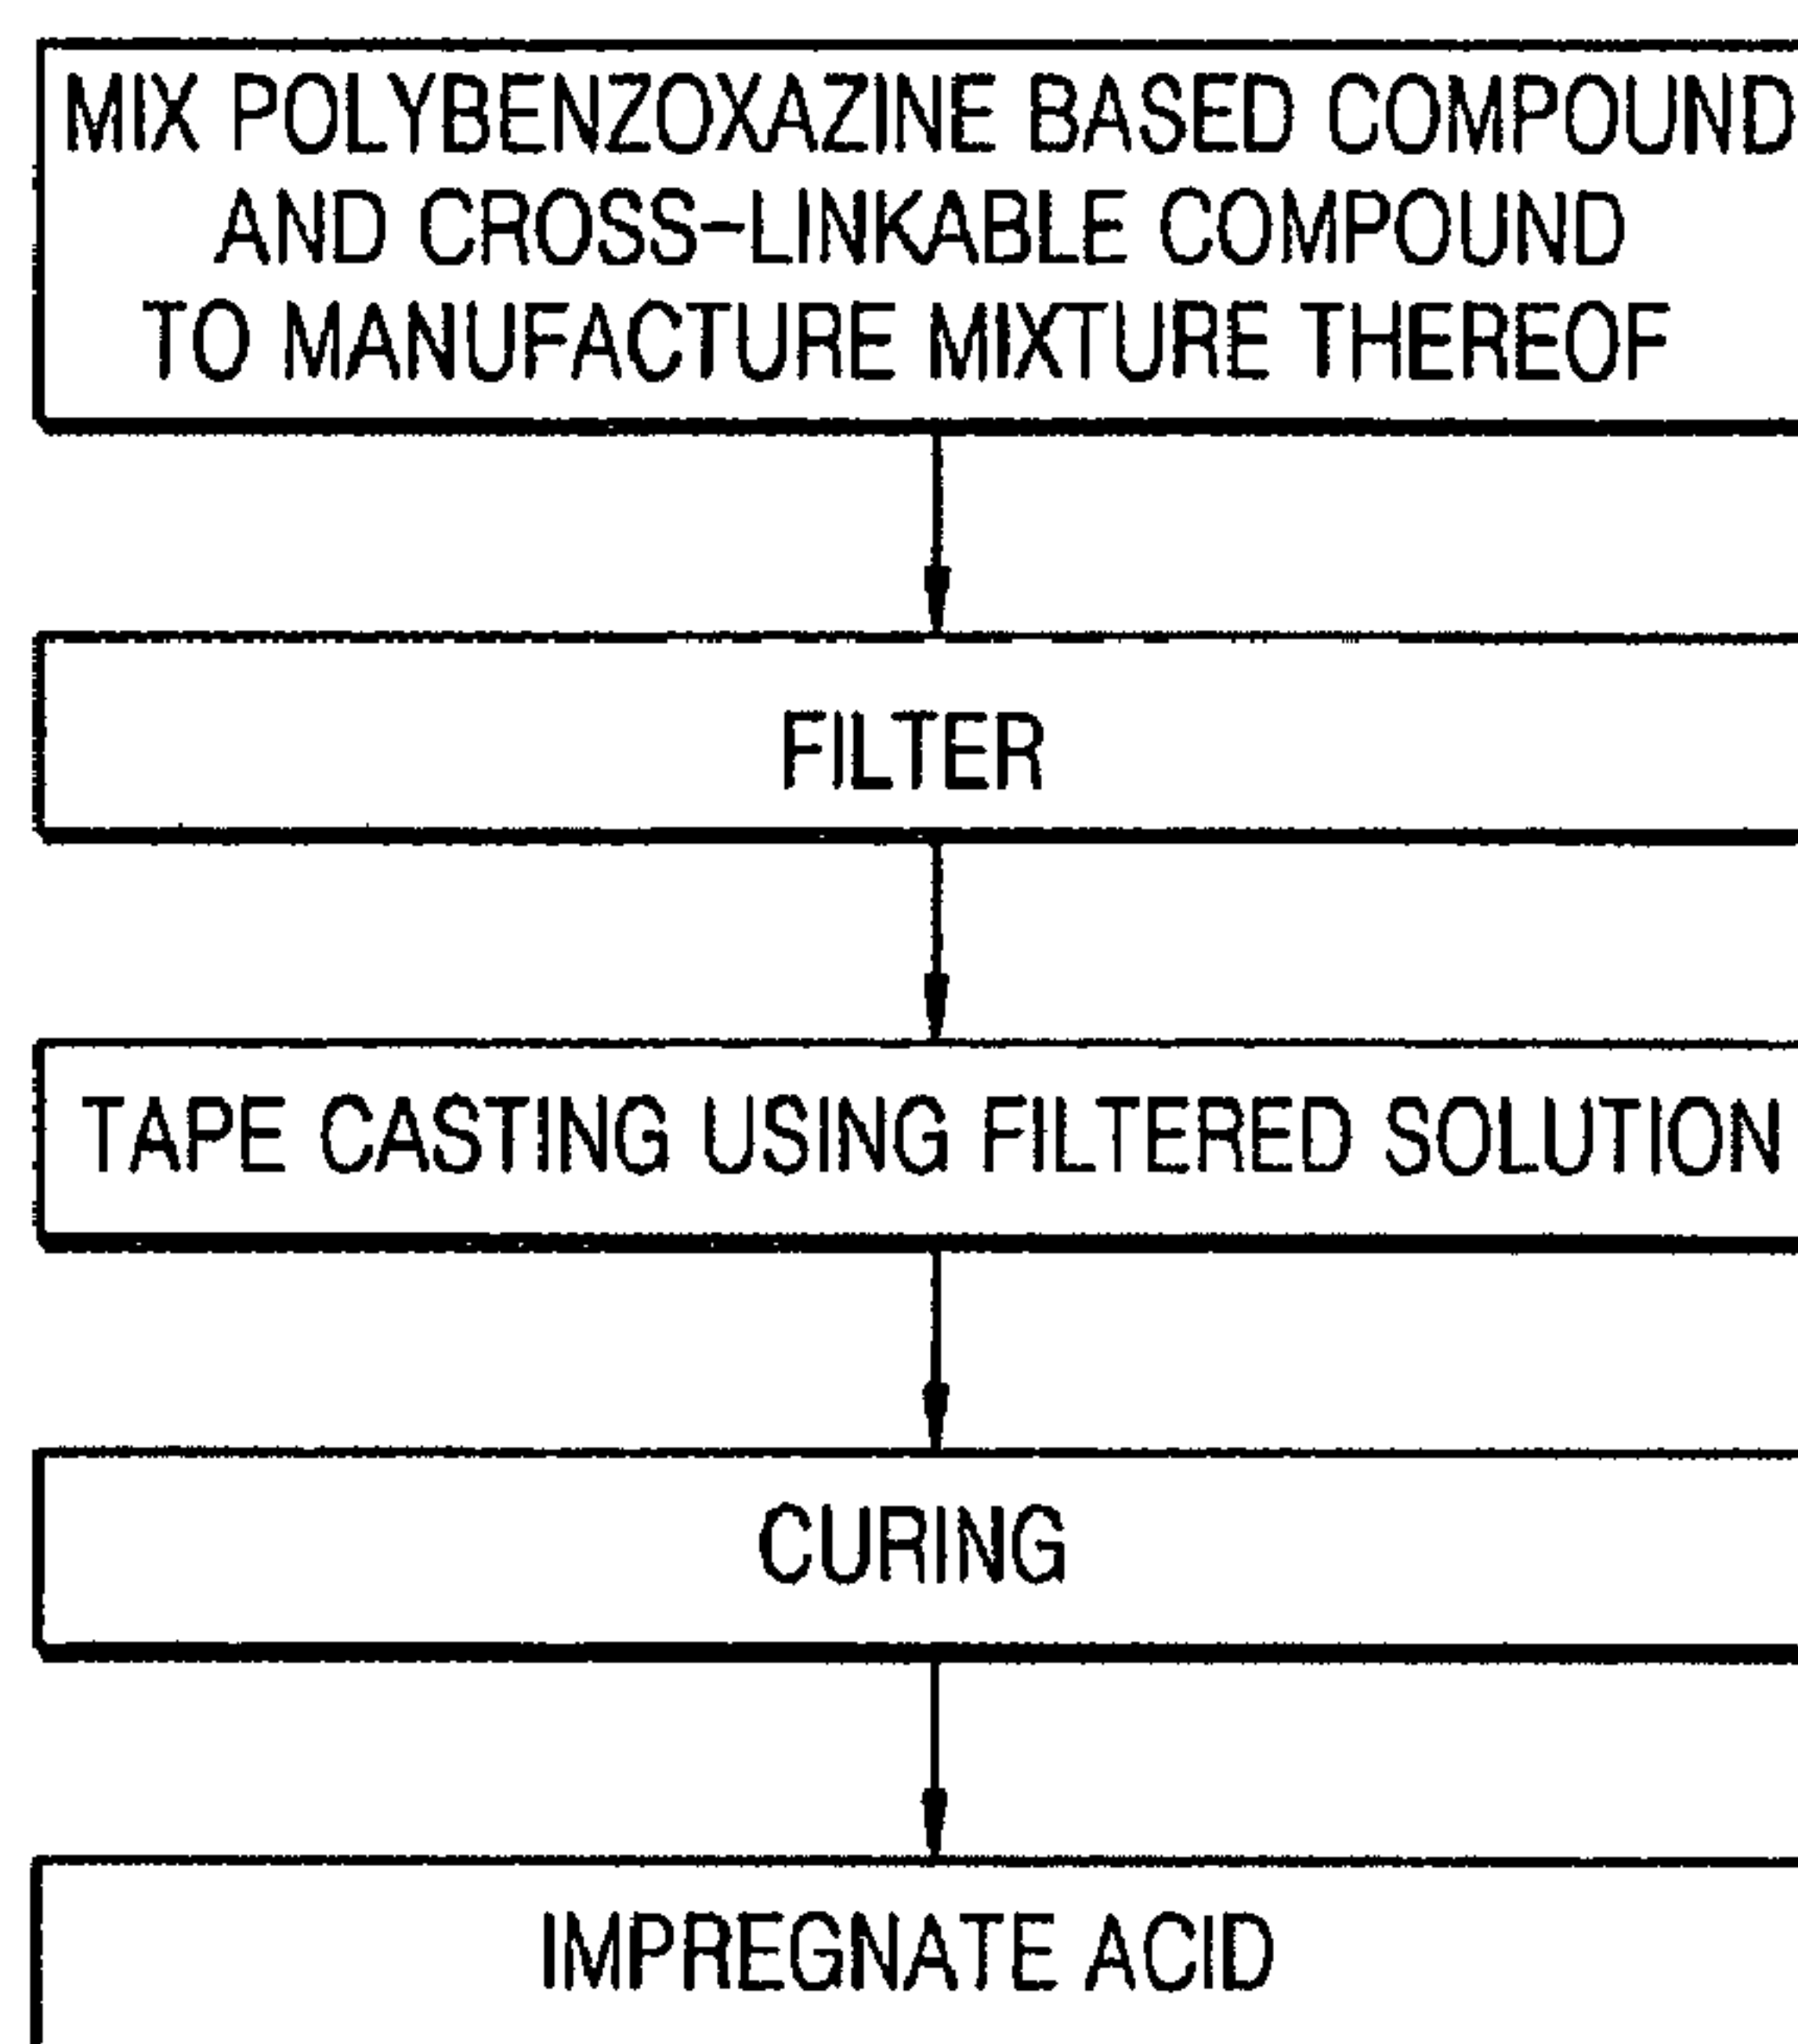 MIX POLYBENZOXAZINE BASED COMPOUND
AND CROSS-LINKABLE COMPOUND
TO MANUFACTURE MIXTURE THEREOF
FILTER
TAPE CASTING USING FILTERED SOLUTION
CURING
IMPREGNATE ACID